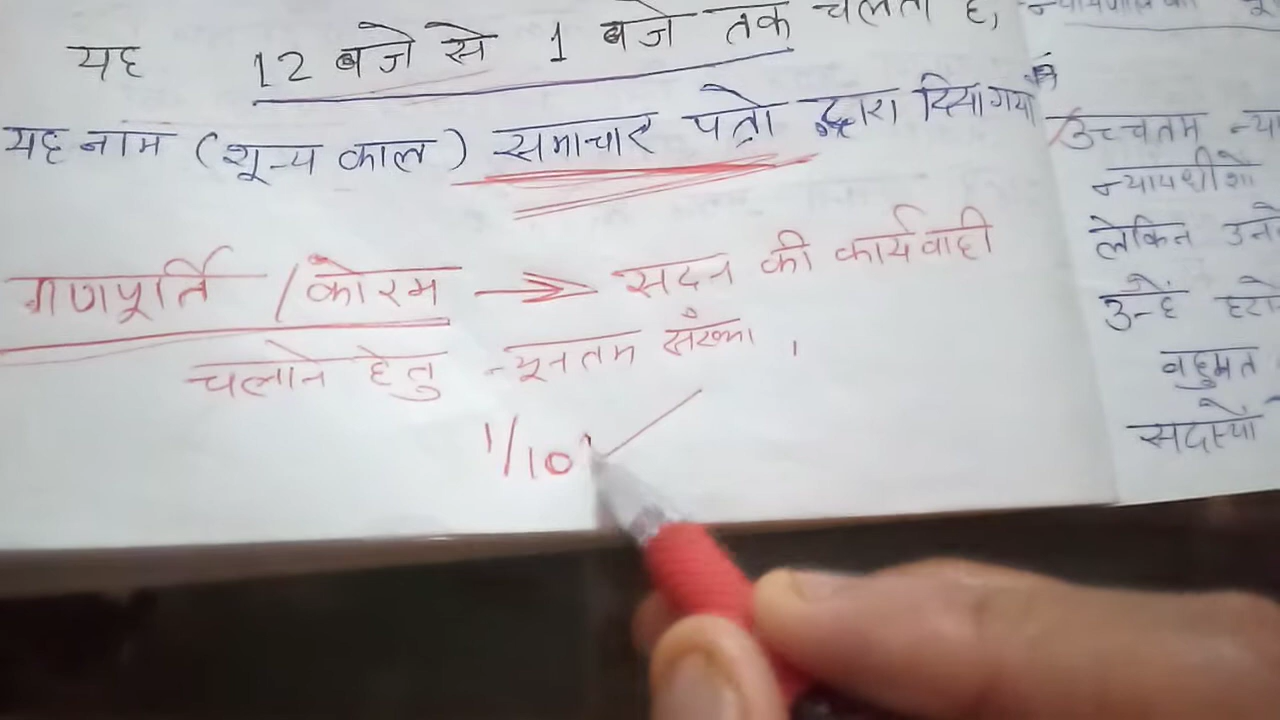 यह 12 बजे से 1 बजे तक चलता है,
यह नाम (शून्य काल) समाचार पत्रो द्वारा दिया गया
गणपूर्ति / कोरम → सदन की कार्यवाही
चलाने हेतु न्यूनतम संख्या ,
1/10
उच्चतम
न्यायधीशो
लेकिन
उन्हें
बहुमत
सदस्यों